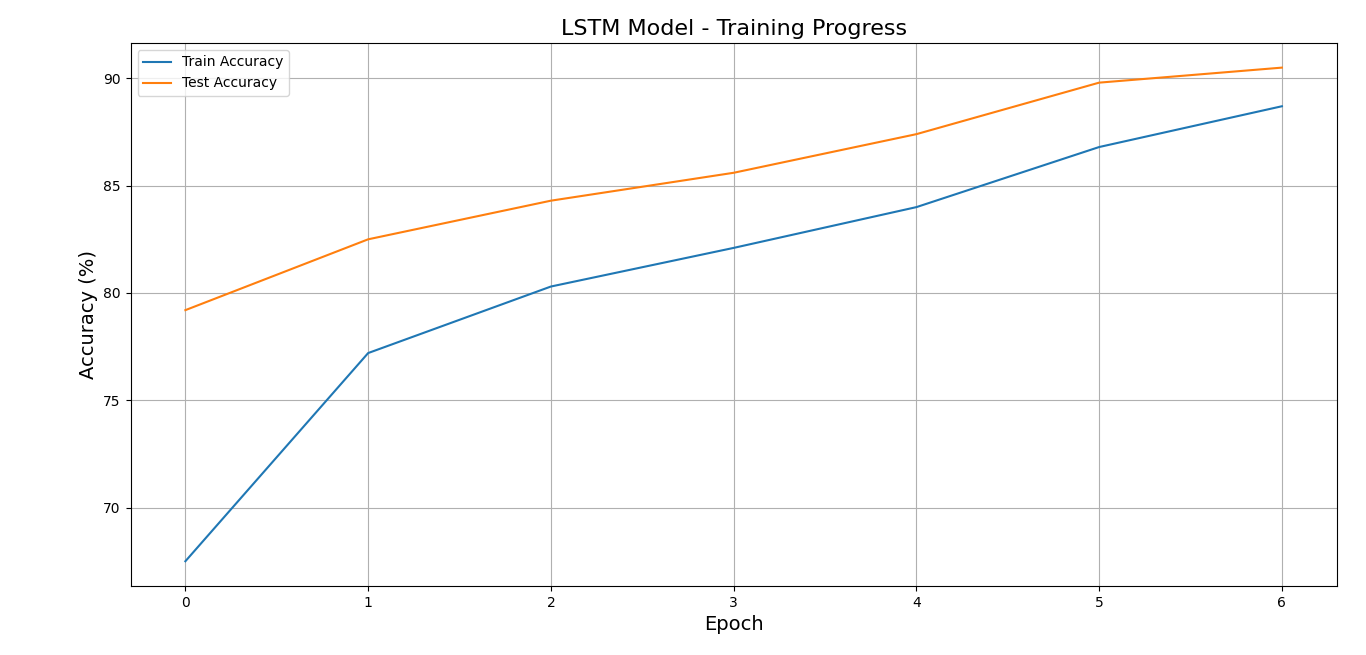 LSTM Model - Training Progress
Train Accuracy
Test Accuracy
Accuracy (%)
90
85
80
75
70
0 1 2 3 4 5 6
Epoch